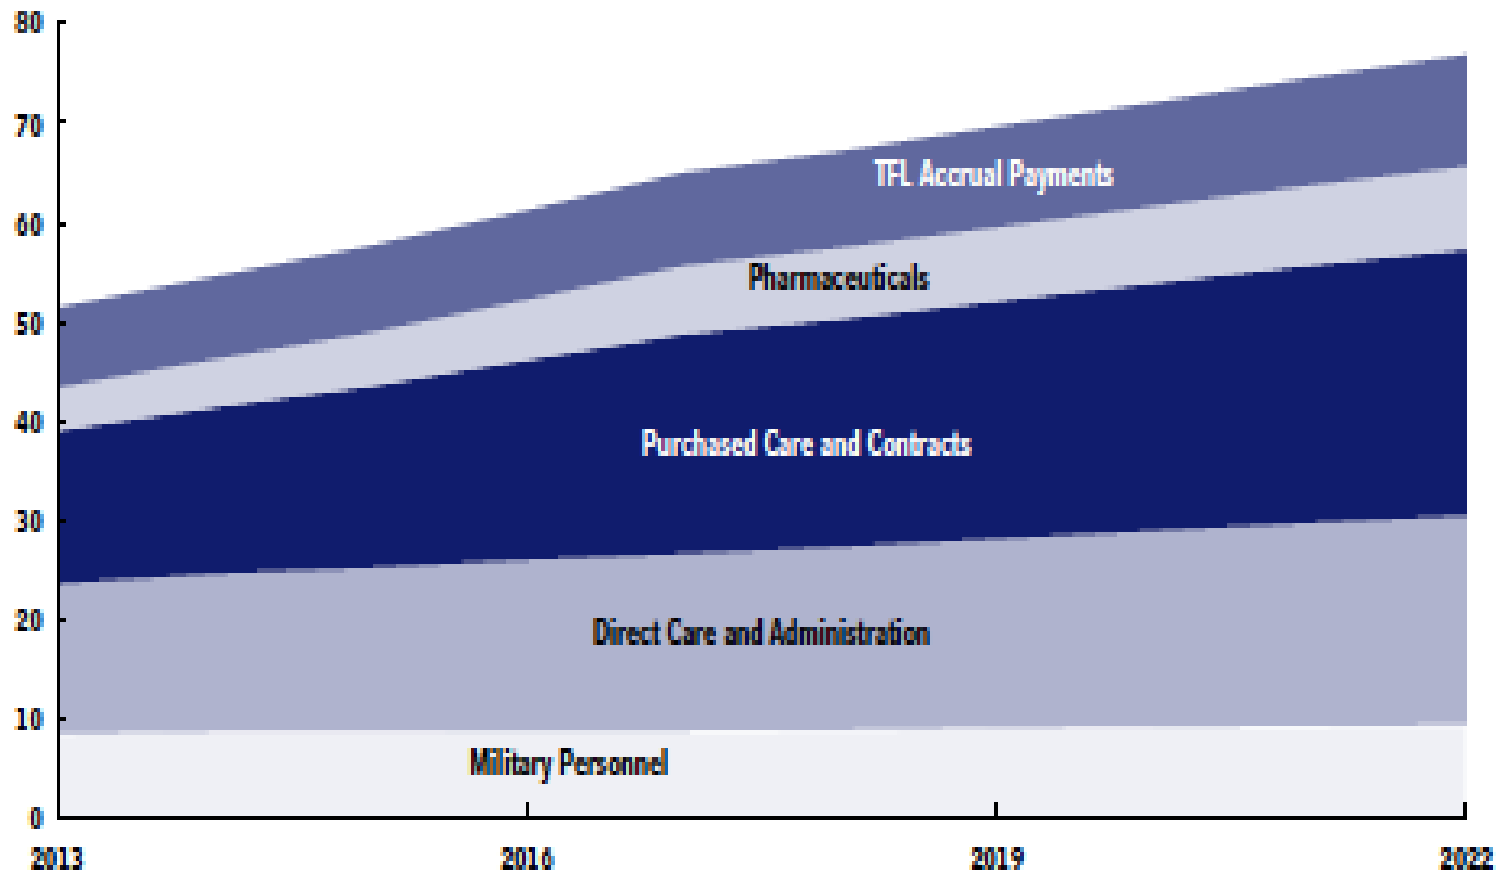 80
70
TFL Accrual Payments
60
Pharmaceuticals
50
40
Purchased Care and Contracts
30
20
Direct Care and Administration
10
Military Personnel
0
2013 2016 2019 2022